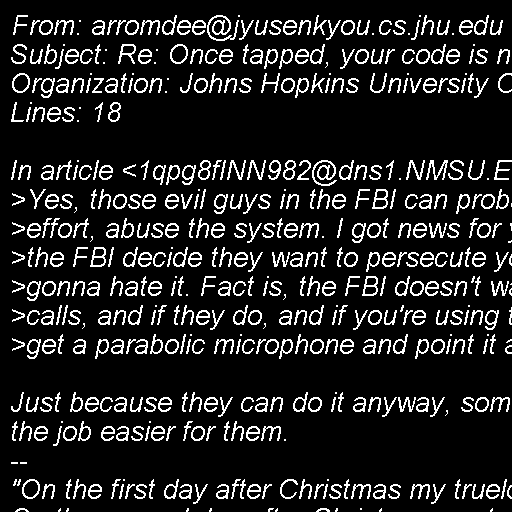 From: arromdee@jyusenkyou.cs.jhu.edu
Subject: Re: Once tapped, your code is n
Organization: Johns Hopkins University
Lines: 18
In article <1qpg8fINN982@dns1.NMSU.E
>Yes, those evil guys in the FBI can prob
>effort, abuse the system. I got news for
>the FBI decide they want to persecute y
>gonna hate it. Fact is, the FBI doesn't w
>calls, and if they do, and if you're using
>get a parabolic microphone and point it a
Just because they can do it anyway, som
the job easier for them.
--
"On the first day after Christmas my truel